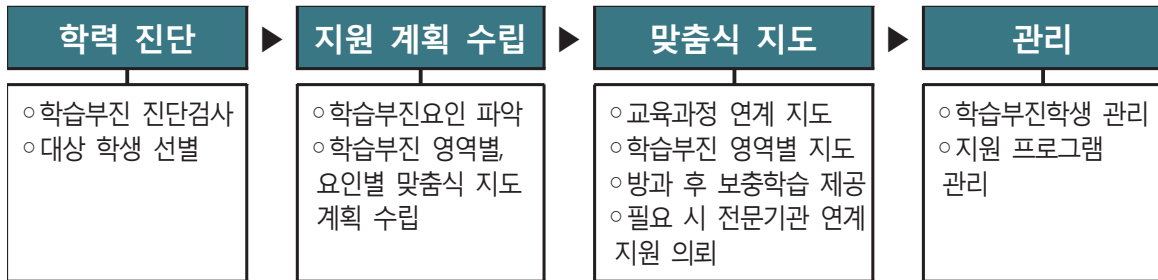 학력 진단 ▶ 지원 계획 수립 ▶ 맞춤식 지도 ▶ 관리
○학습부진 진단검사
○대상 학생 선별
○학습부진요인 파악
○학습부진 영역별,
요인별 맞춤식 지도
계획 수립
○교육과정 연계 지도
○학습부진 영역별 지도
○방과 후 보충학습 제공
○필요 시 전문기관 연계
지원 의뢰
○학습부진학생 관리
○지원 프로그램
관리